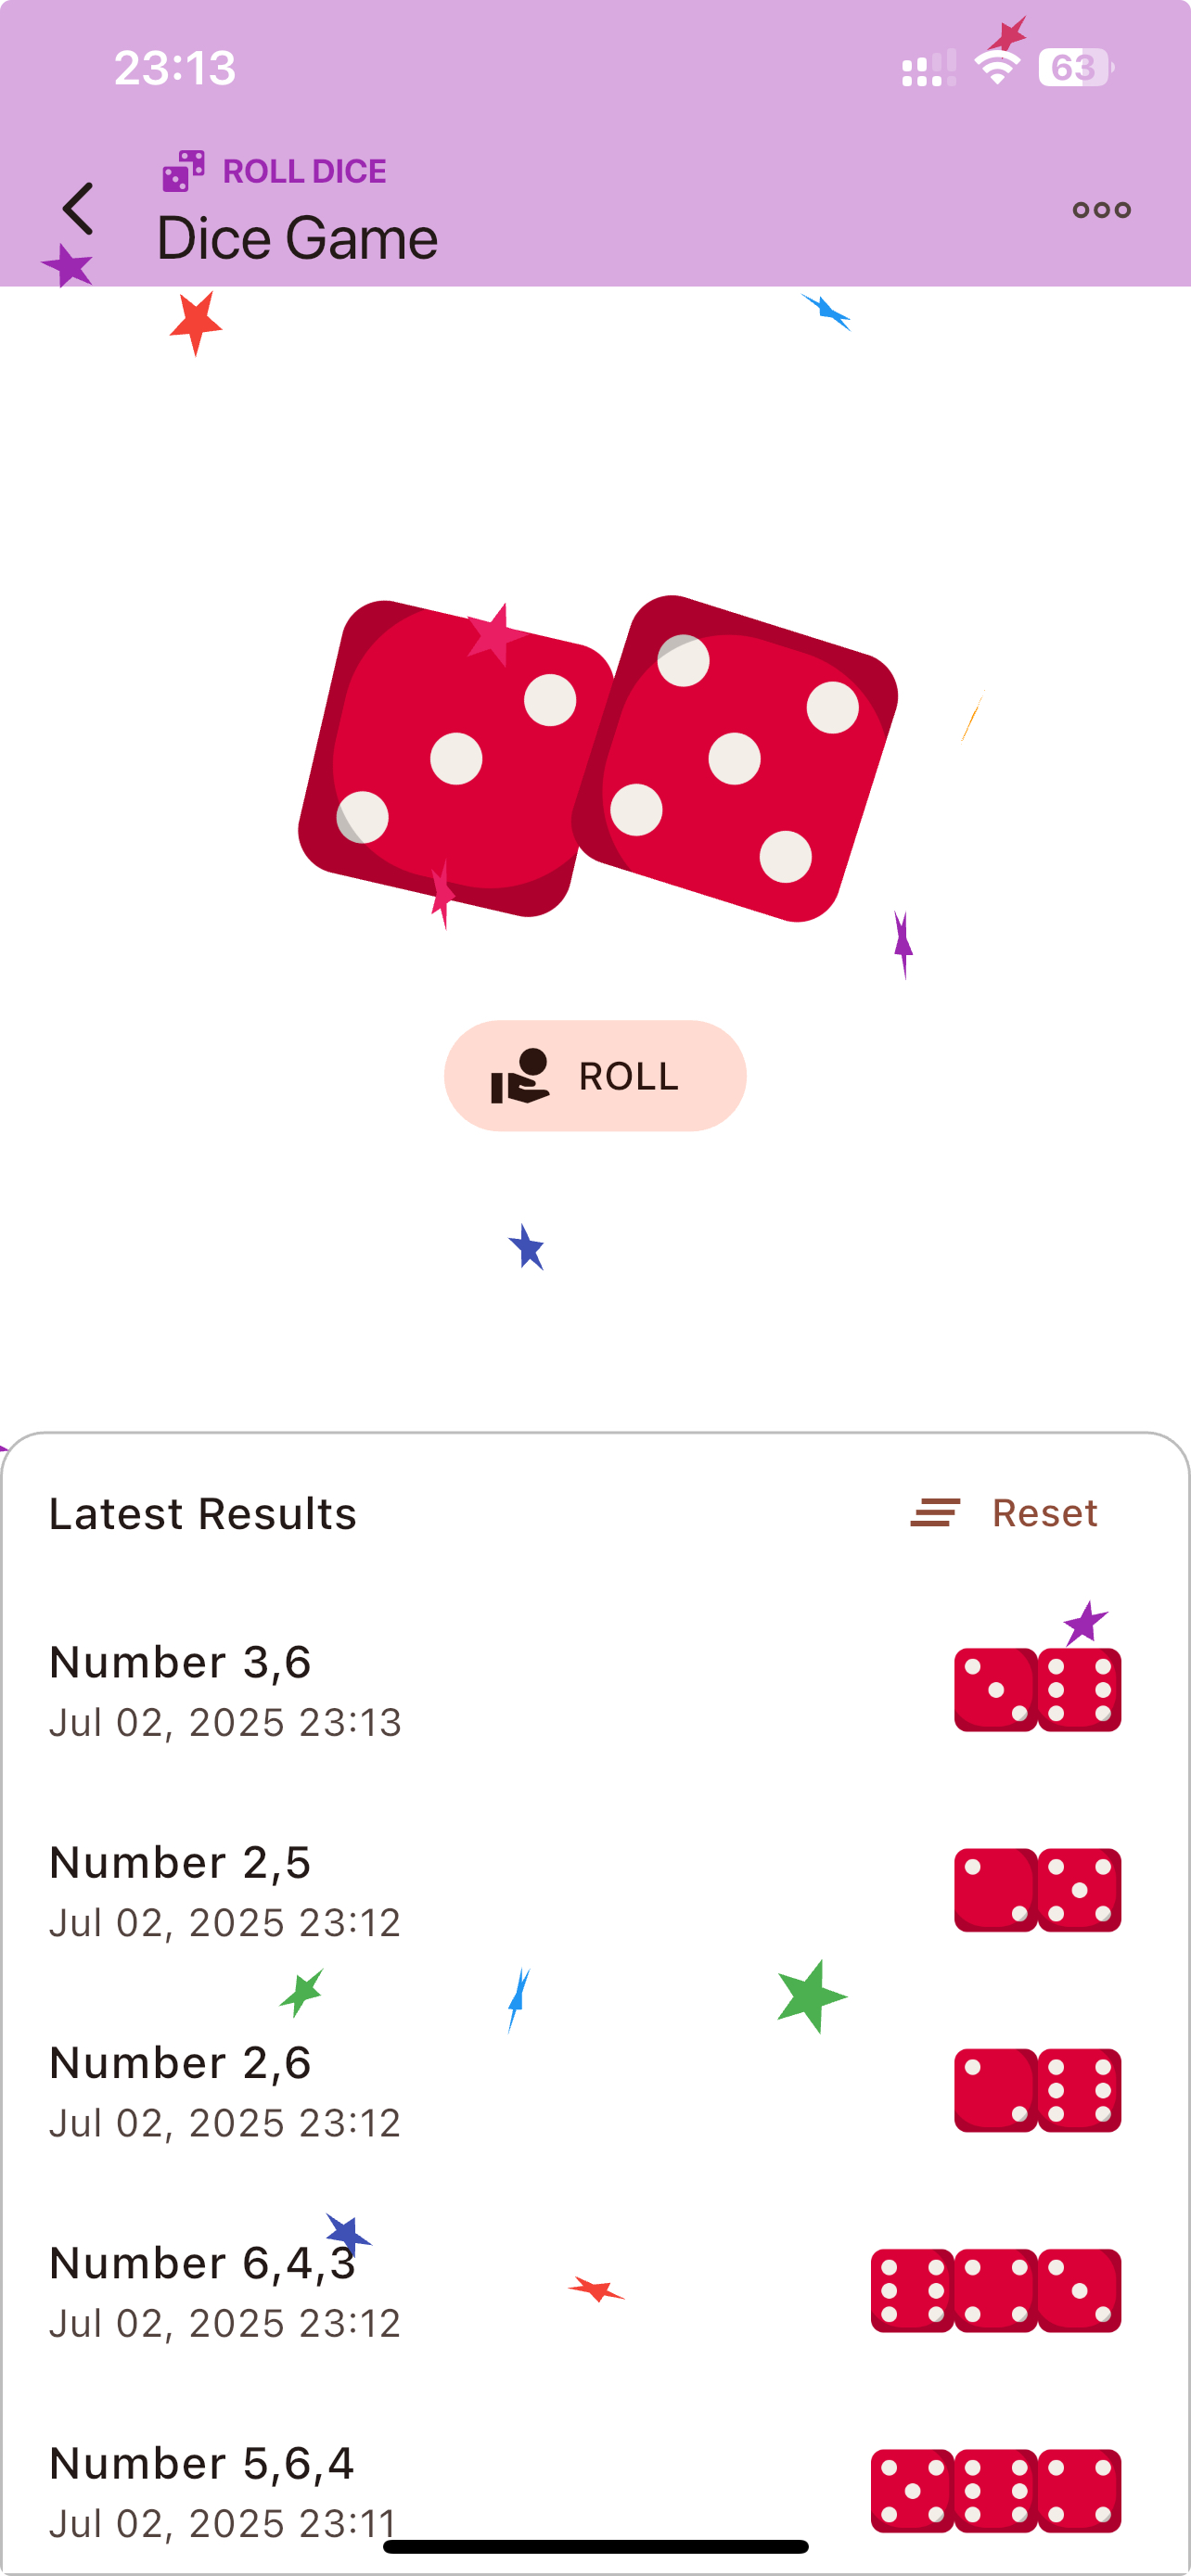 23:13
63
ROLL DICE
Dice Game
ROLL
Latest Results
Reset
Number 3,6
Jul 02, 2025 23:13
Number 2,5
Jul 02, 2025 23:12
Number 2,6
Jul 02, 2025 23:12
Number 6,4,3
Jul 02, 2025 23:12
Number 5,6,4
Jul 02, 2025 23:11